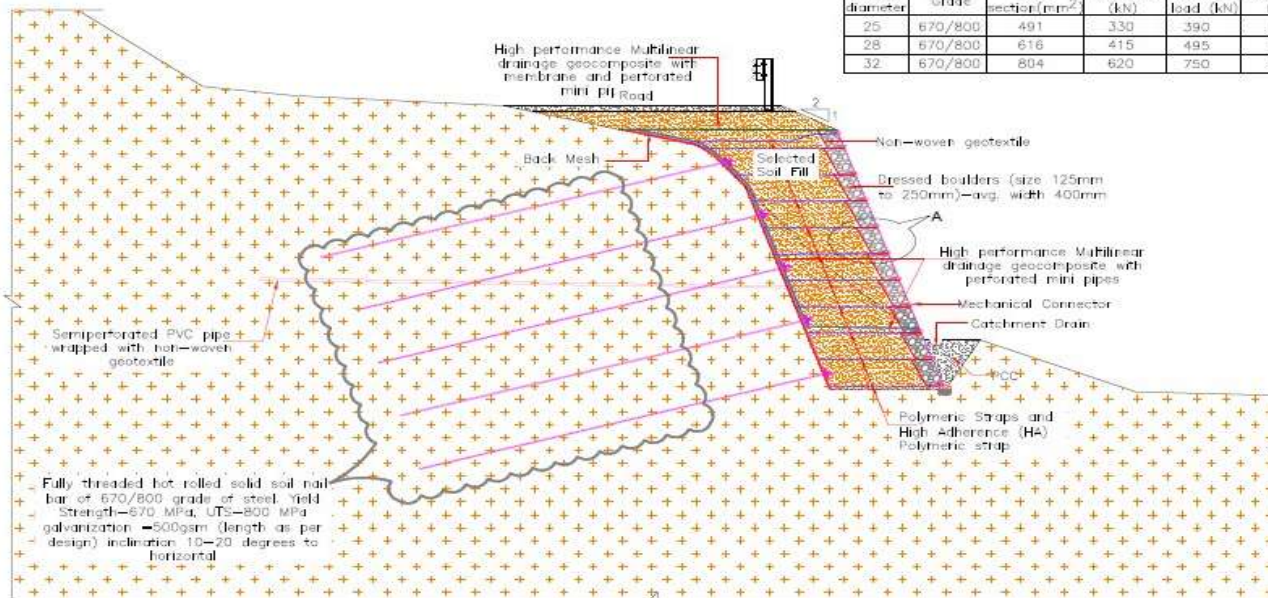 diameter Grade section(mm²) (kN) load (kN)
25 670/800 491 330 390
28 670/800 616 415 495
32 670/800 804 620 750
High performance Multilinear
drainage geocomposite with
membrane and perforated
mini pip
Road
2
1
Back Mesh
Selected
Soil Fill
Non-woven geotextile
Dressed boulders (size 125mm
to 250mm)-avg. width 400mm
A
High performance Multilinear
drainage geocomposite with
perforated mini pipes
Mechanical Connector
Catchment Drain
PCC
Semiperforated PVC pipe
wrapped with non-woven
geotextile
Polymeric Straps and
High Adherence (HA)
Polymeric strap
Fully threaded hot rolled solid soil nail
bar of 670/800 grade of steel. Yield
Strength-670 MPa, UTS-800 MPa
galvanization -500gsm (length as per
design) inclination 10-20 degrees to
horizontal